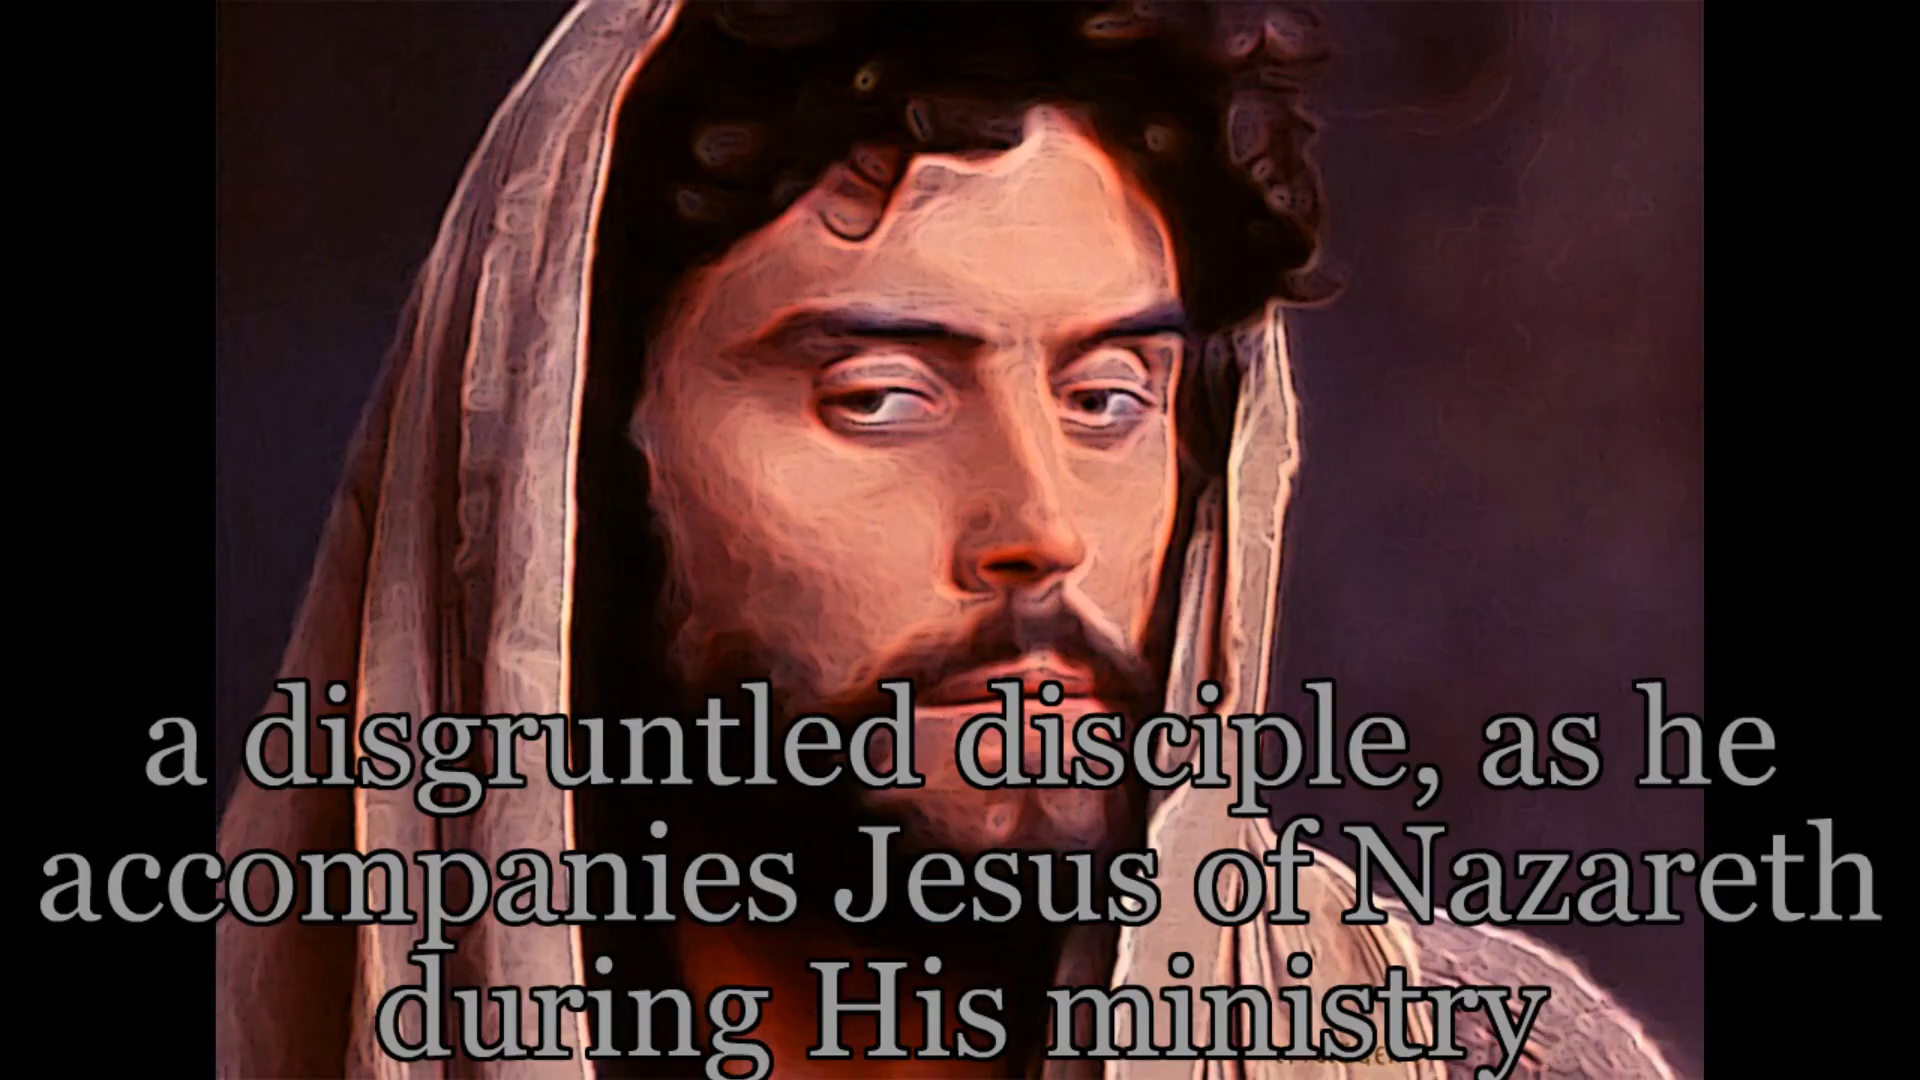 a disgruntled disciple, as he
accompanies Jesus of Nazareth
during His ministry